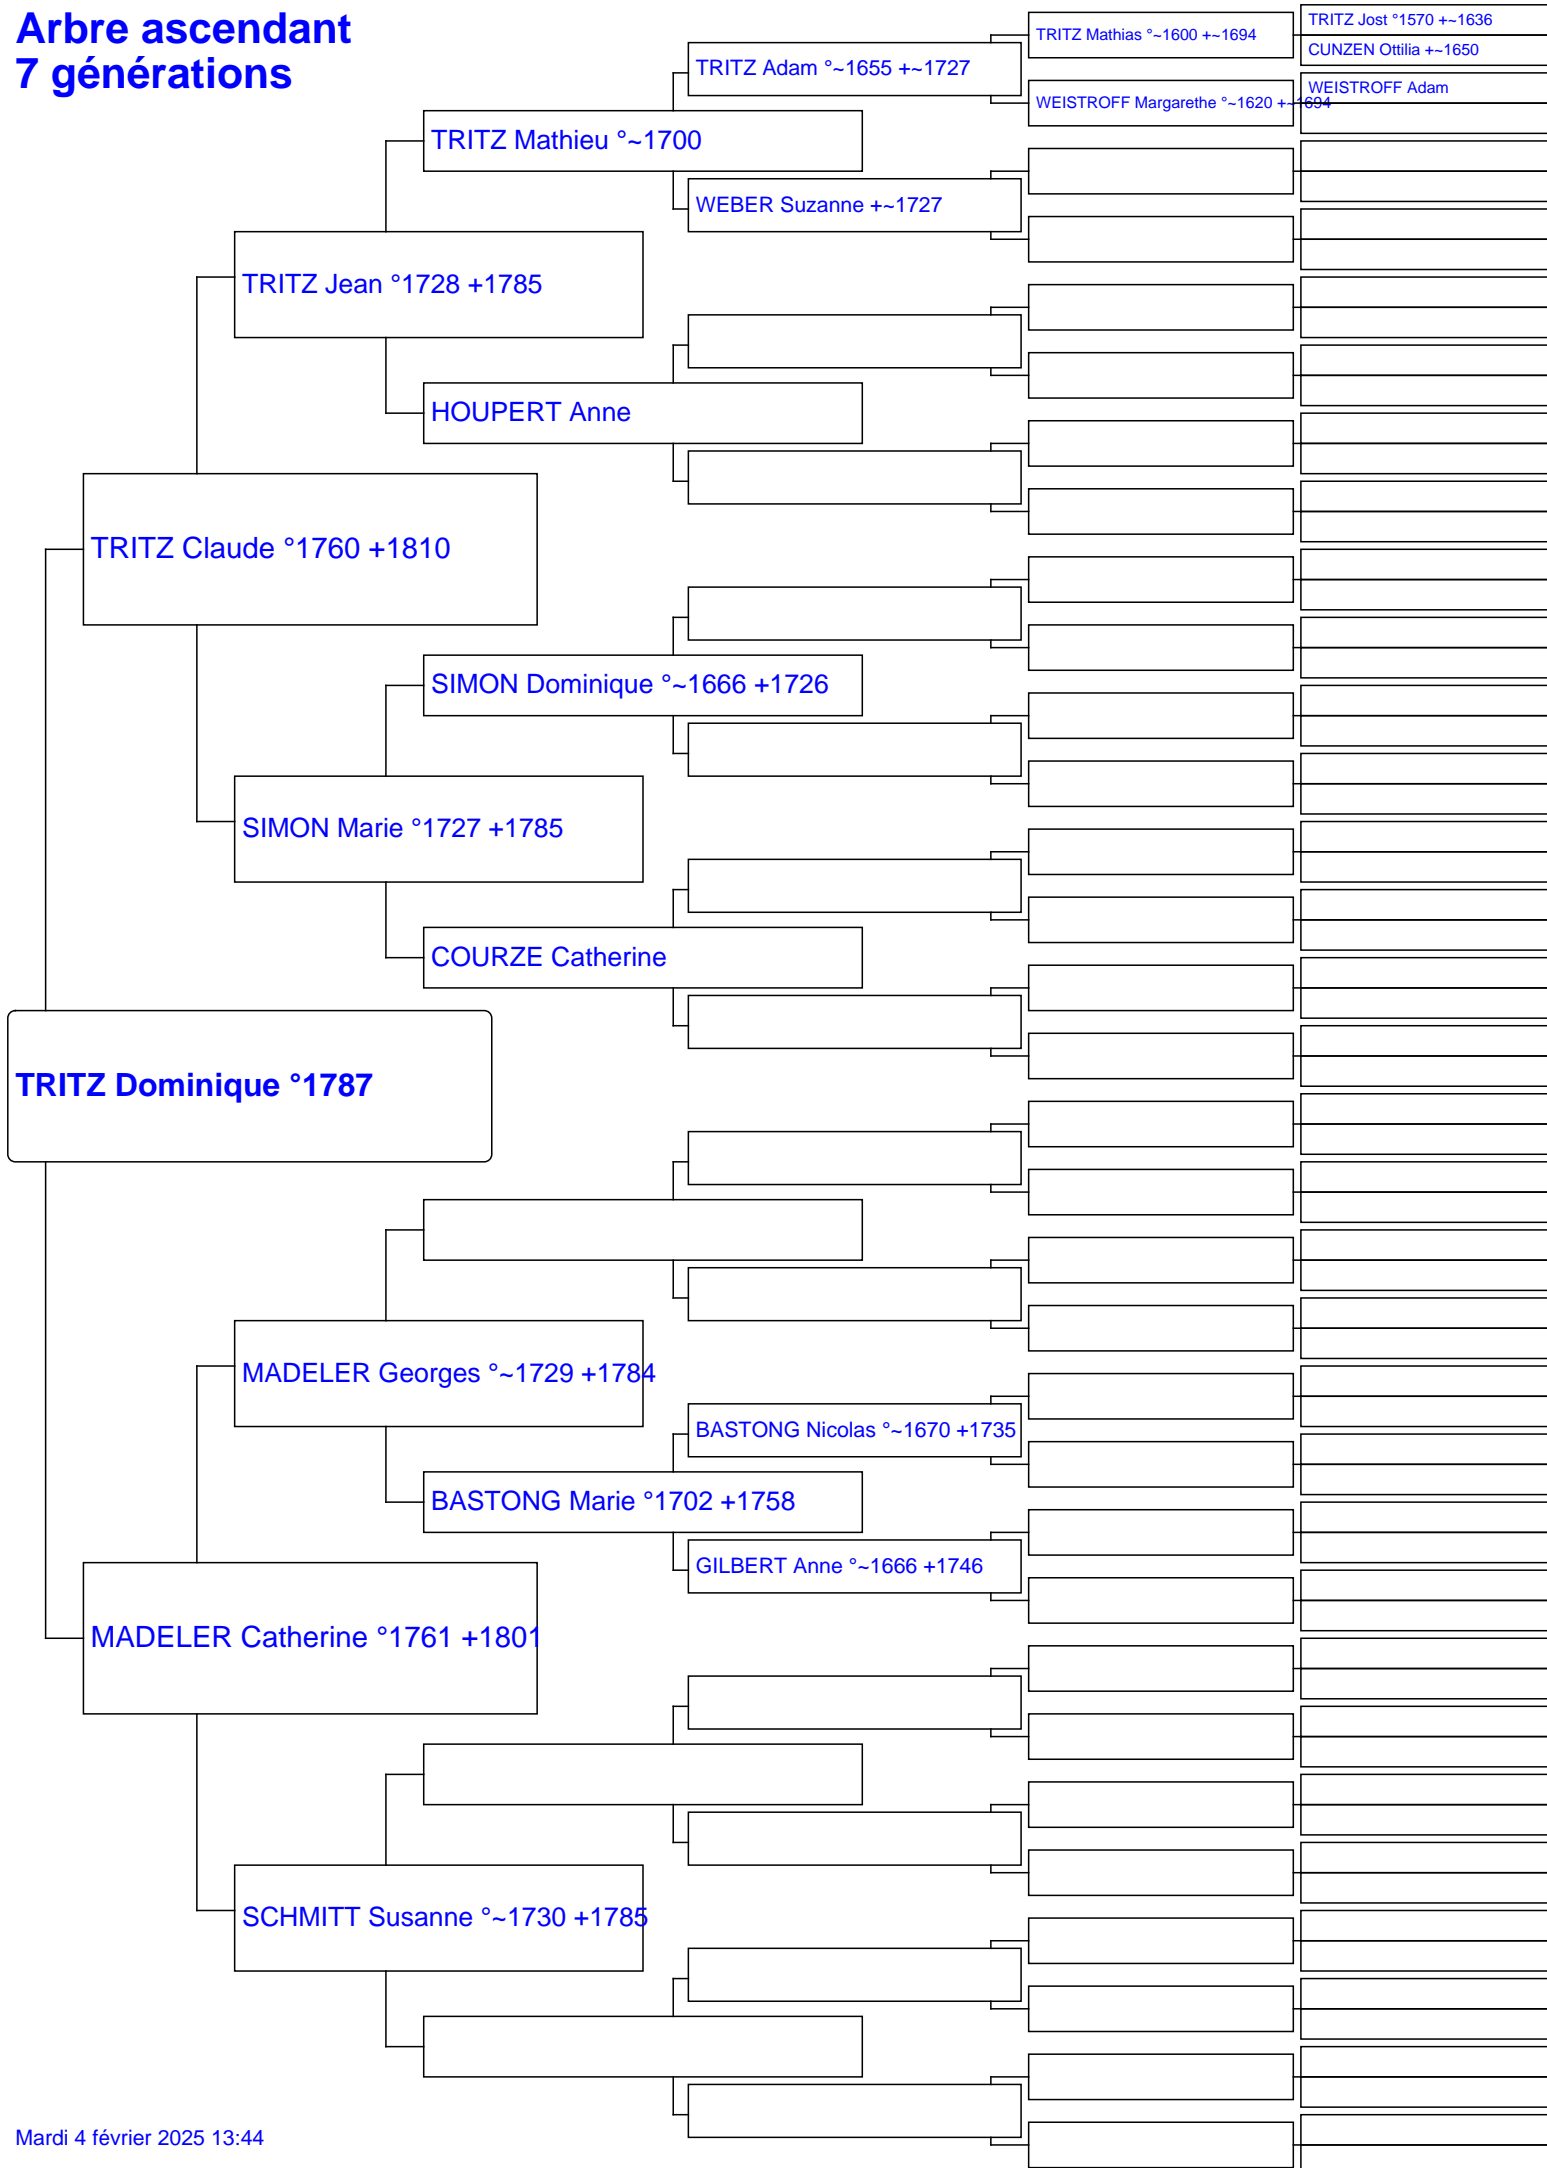 Arbre ascendant
7 générations
TRITZ Jost °1570 +~1636
TRITZ Mathias °~1600 +~1694
CUNZEN Ottilia +~1650
TRITZ Adam °~1655 +~1727
WEISTROFF Adam
WEISTROFF Margarethe °~1620 +~1694
TRITZ Mathieu °~1700
WEBER Suzanne +~1727
TRITZ Jean °1728 +1785
HOUPERT Anne
TRITZ Claude °1760 +1810
SIMON Dominique °~1666 +1726
SIMON Marie °1727 +1785
COURZE Catherine
TRITZ Dominique °1787
MADELER Georges °~1729 +1784
BASTONG Nicolas °~1670 +1735
BASTONG Marie °1702 +1758
GILBERT Anne °~1666 +1746
MADELER Catherine °1761 +1801
SCHMITT Susanne °~1730 +1785
Mardi 4 février 2025 13:44